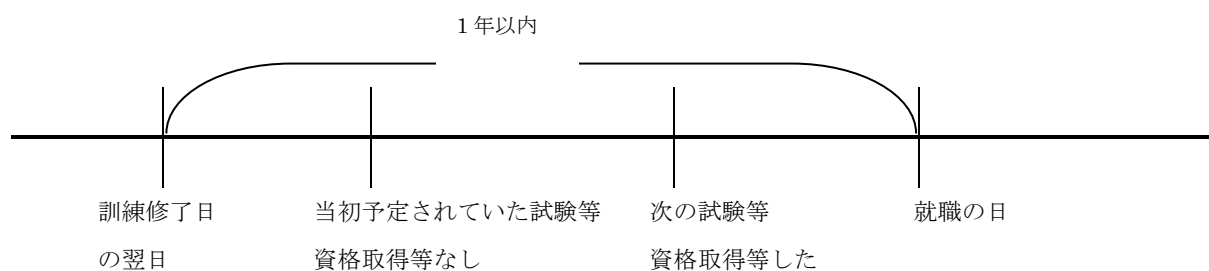 1年以内
訓練修了日 当初予定されていた試験等 次の試験等 就職の日
の翌日 資格取得等なし 資格取得等した